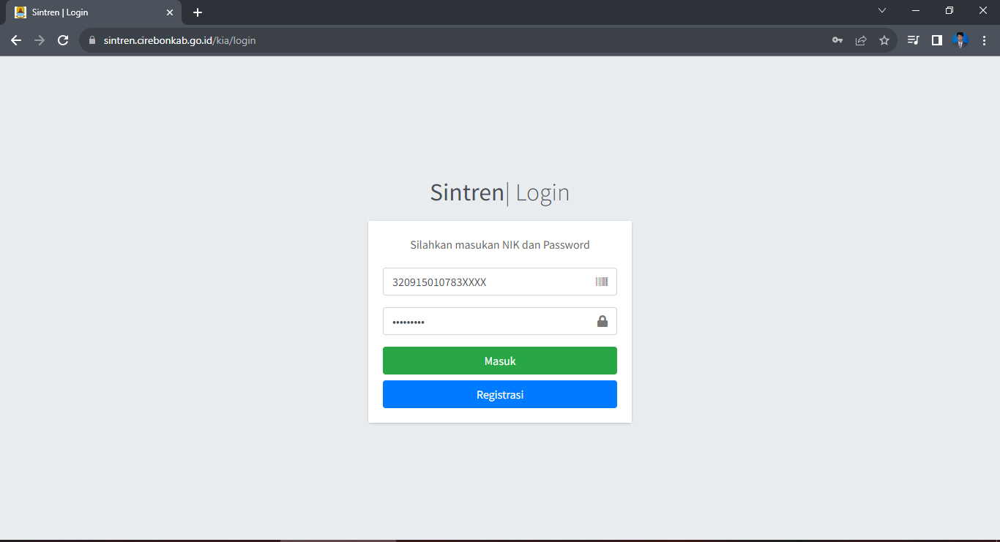 Sintren | Login
sintren.cirebonkab.go.id/kia/login
Sintren| Login
Silahkan masukan NIK dan Password
320915010783XXXX
•••••••••
Masuk
Registrasi